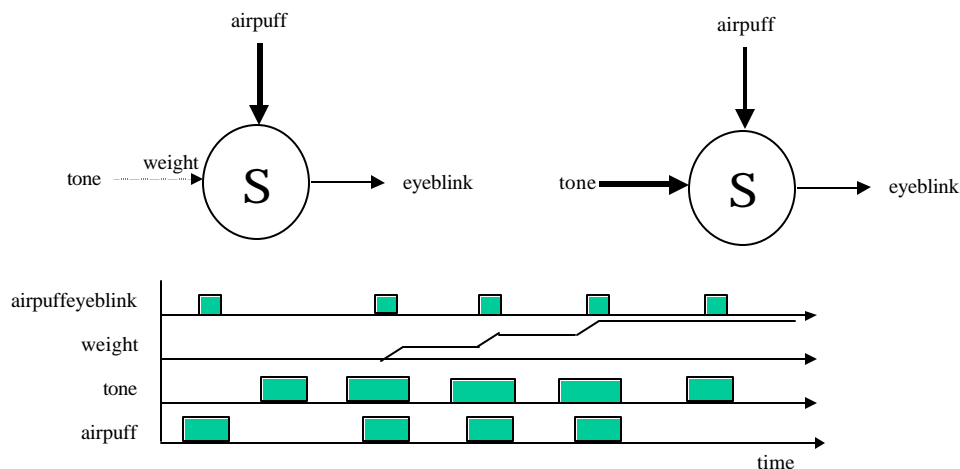 airpuff
airpuff
weight
tone
S
eyeblink
tone
S
eyeblink
airpuffeyeblink
weight
tone
airpuff
time